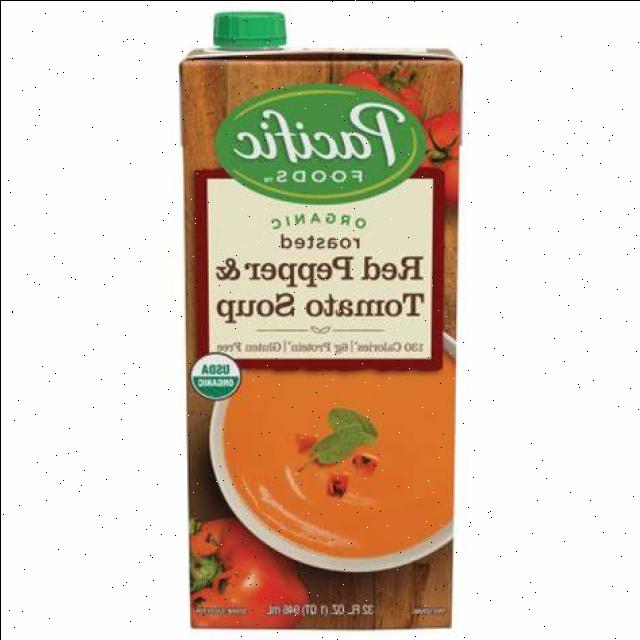 Pacific
FOODS™
ORGANIC
roasted
Red Pepper &
Tomato Soup
130 Calories* | 6g Protein* | Gluten Free
USDA
ORGANIC
32 FL. OZ. (1 QT) 946 mL